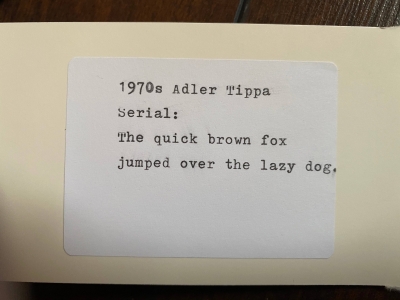 1970s Adler Tippa
Serial:
The quick brown fox
jumped over the lazy dog.